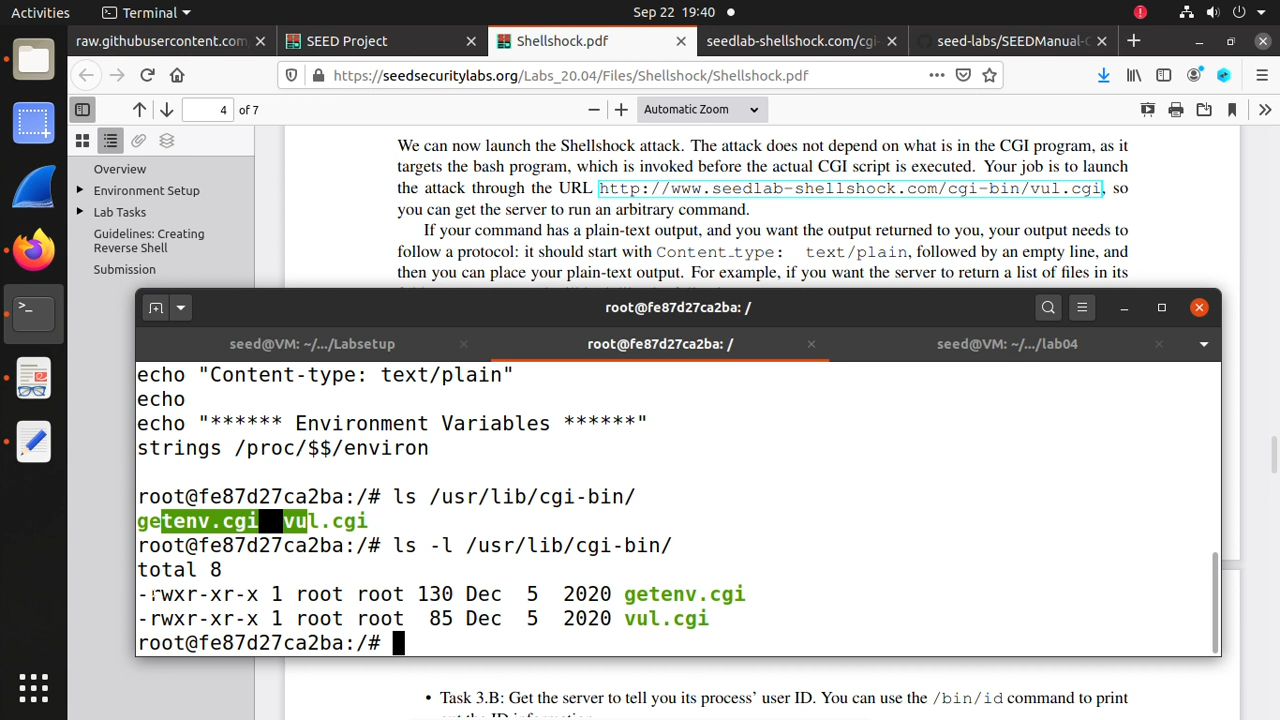 Activities
Terminal
Sep 22 19:40
raw.githubusercontent.com
SEED Project
Shellshock.pdf
seedlab-shellshock.com/cgi-
seed-labs/SEEDManual-
https://seedsecuritylabs.org/Labs_20.04/Files/Shellshock/Shellshock.pdf
4 of 7
Automatic Zoom
Overview
Environment Setup
Lab Tasks
Guidelines: Creating
Reverse Shell
Submission
We can now launch the Shellshock attack. The attack does not depend on what is in the CGI program, as it
targets the bash program, which is invoked before the actual CGI script is executed. Your job is to launch
the attack through the URL http://www.seedlab-shellshock.com/cgi-bin/vul.cgi, so
you can get the server to run an arbitrary command.
If your command has a plain-text output, and you want the output returned to you, your output needs to
follow a protocol: it should start with Content_type: text/plain, followed by an empty line, and
then you can place your plain-text output. For example, if you want the server to return a list of files in its
root@fe87d27ca2ba: /
seed@VM: ~/.../Labsetup
root@fe87d27ca2ba: /
seed@VM: ~/.../lab04
echo "Content-type: text/plain"
echo
echo "****** Environment Variables ******"
strings /proc/$$/environ
root@fe87d27ca2ba:/# ls /usr/lib/cgi-bin/
getenv.cgi vul.cgi
root@fe87d27ca2ba:/# ls -l /usr/lib/cgi-bin/
total 8
-rwxr-xr-x 1 root root 130 Dec 5 2020 getenv.cgi
-rwxr-xr-x 1 root root 85 Dec 5 2020 vul.cgi
root@fe87d27ca2ba:/#
• Task 3.B: Get the server to tell you its process' user ID. You can use the /bin/id command to print
out the ID information.